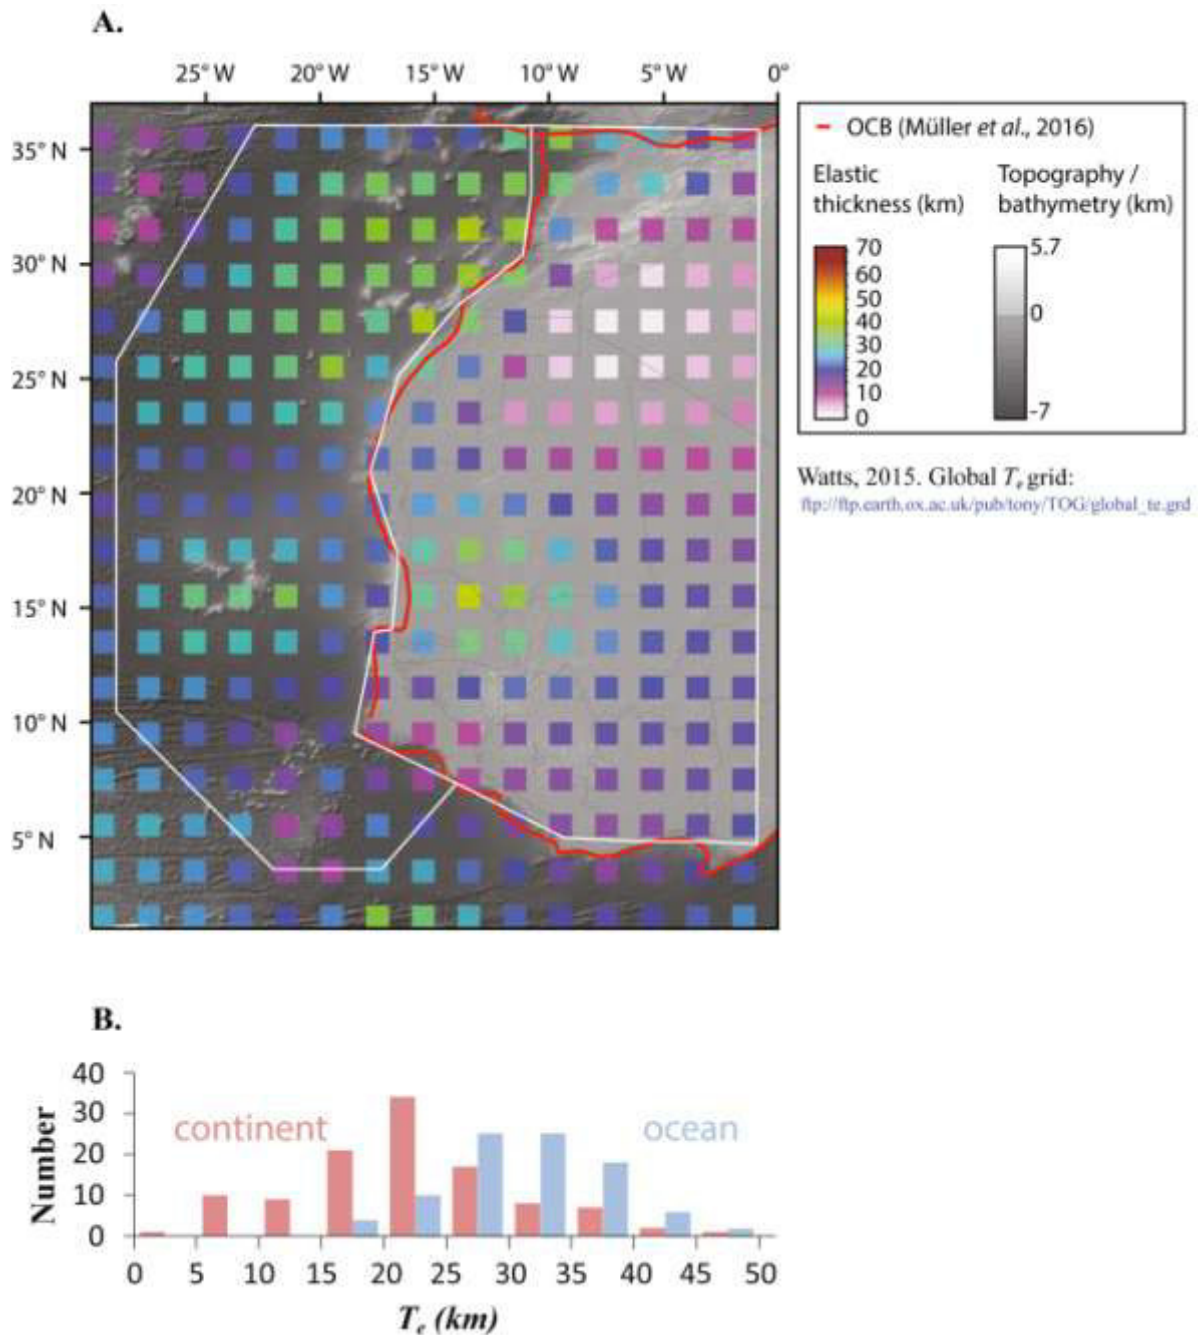 A.
25° W 20° W 15° W 10° W 5° W 0°
35° N
30° N
25° N
20° N
15° N
10° N
5° N
OCB (Müller et al., 2016)
Elastic
thickness (km)
70
60
50
40
30
20
10
0
Topography /
bathymetry (km)
5.7
0
-7
Watts, 2015. Global Te grid:
ftp://ftp.earth.ox.ac.uk/pub/tony/TOG/global_te.grd
B.
Number
40
30
20
10
0
continent
ocean
0 5 10 15 20 25 30 35 40 45 50
Te (km)